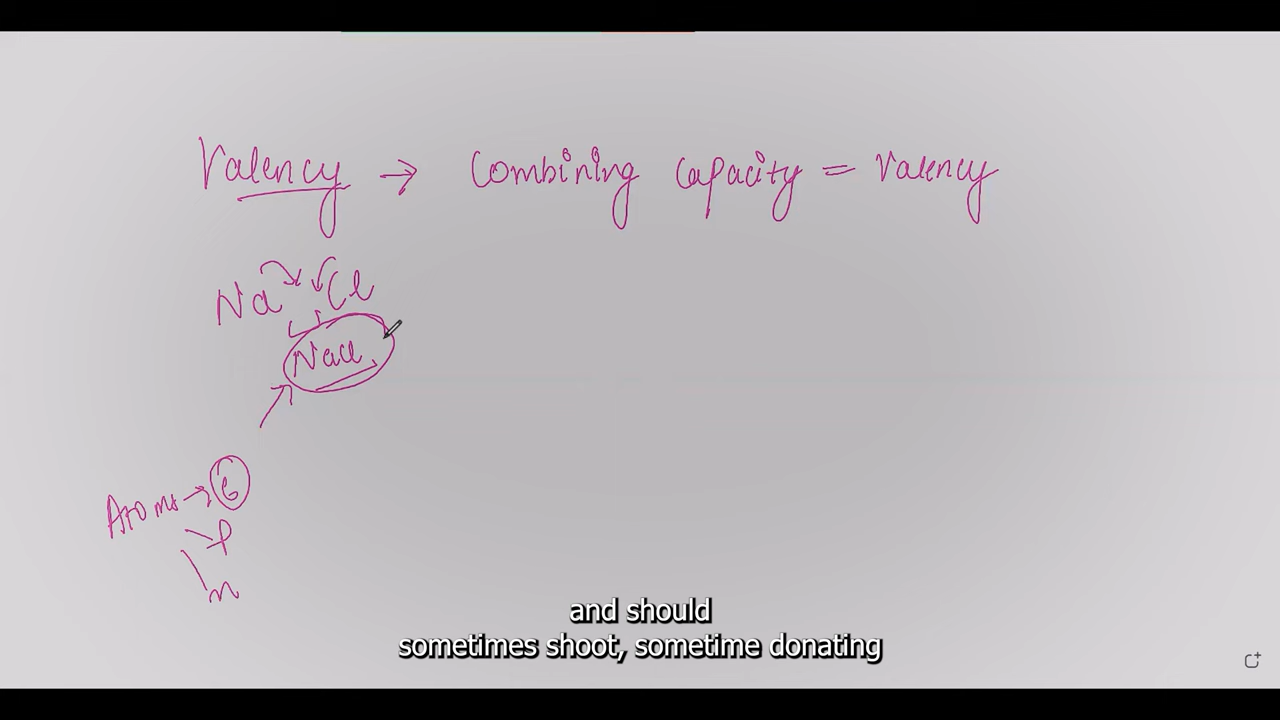 Valency → Combining Capacity = Valency
Na Cl
NaCl
Atoms → e
p
n
and should
sometimes shoot, sometime donating